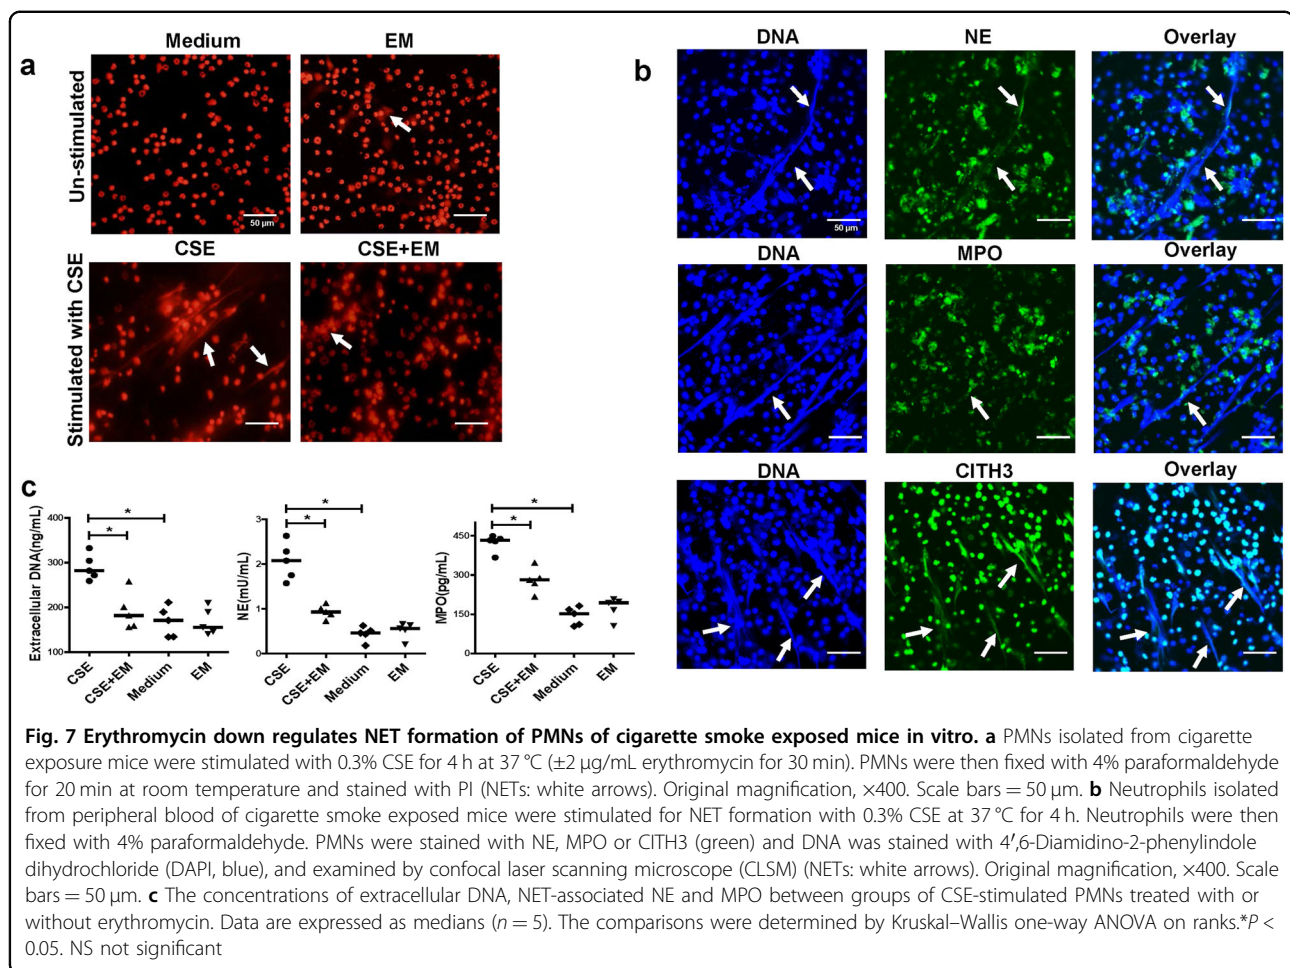 a
Medium
EM
Un-stimulated
50 µm
CSE
CSE+EM
Stimulated with CSE
b
DNA
NE
Overlay
50 µm
DNA
MPO
Overlay
DNA
CITH3
Overlay
c
Extracellular DNA(ng/mL)
400
300
200
100
*
*
CSE
CSE+EM
Medium
EM
NE(mU/mL)
3
2
1
0
*
*
CSE
CSE+EM
Medium
EM
MPO(pg/mL)
450
300
150
0
*
*
CSE
CSE+EM
Medium
EM
Fig. 7 Erythromycin down regulates NET formation of PMNs of cigarette smoke exposed mice in vitro. a PMNs isolated from cigarette
exposure mice were stimulated with 0.3% CSE for 4 h at 37 °C (±2 µg/mL erythromycin for 30 min). PMNs were then fixed with 4% paraformaldehyde
for 20 min at room temperature and stained with PI (NETs: white arrows). Original magnification, ×400. Scale bars = 50 µm. b Neutrophils isolated
from peripheral blood of cigarette smoke exposed mice were stimulated for NET formation with 0.3% CSE at 37 °C for 4 h. Neutrophils were then
fixed with 4% paraformaldehyde. PMNs were stained with NE, MPO or CITH3 (green) and DNA was stained with 4′,6-Diamidino-2-phenylindole
dihydrochloride (DAPI, blue), and examined by confocal laser scanning microscope (CLSM) (NETs: white arrows). Original magnification, ×400. Scale
bars = 50 µm. c The concentrations of extracellular DNA, NET-associated NE and MPO between groups of CSE-stimulated PMNs treated with or
without erythromycin. Data are expressed as medians (n = 5). The comparisons were determined by Kruskal–Wallis one-way ANOVA on ranks.*P <
0.05. NS not significant